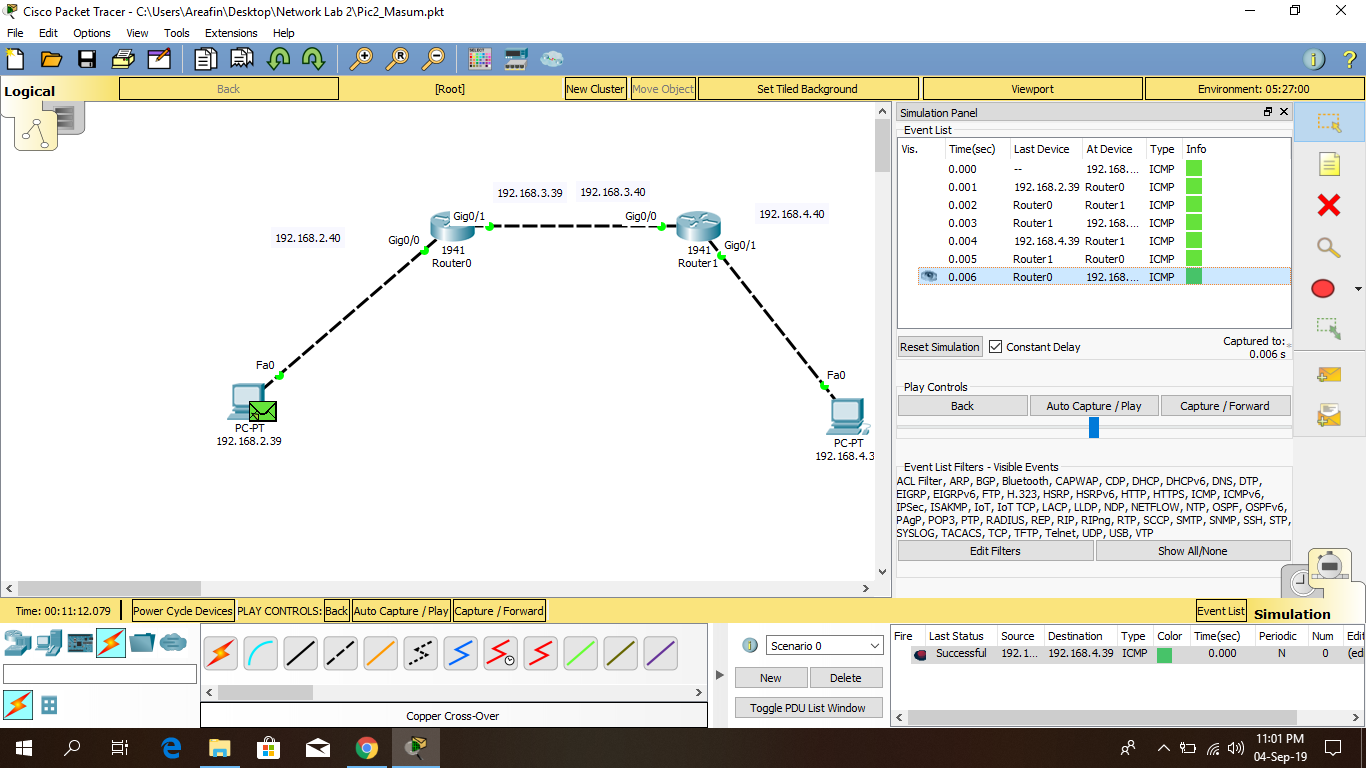 Cisco Packet Tracer - C:\Users\Areafin\Desktop\Network Lab 2\Pic2_Masum.pkt
File Edit Options View Tools Extensions Help
Logical Back [Root] New Cluster Move Object Set Tiled Background Viewport Environment: 05:27:00
192.168.3.39 192.168.3.40
192.168.4.40
192.168.2.40
Gig0/1 Gig0/0
Gig0/0
Gig0/1
1941
Router0
1941
Router1
Fa0
Fa0
PC-PT
192.168.2.39
PC-PT
192.168.4.3
Simulation Panel
Event List
Vis. Time(sec) Last Device At Device Type Info
0.000 -- 192.168.... ICMP
0.001 192.168.2.39 Router0 ICMP
0.002 Router0 Router1 ICMP
0.003 Router1 192.168.... ICMP
0.004 192.168.4.39 Router1 ICMP
0.005 Router1 Router0 ICMP
0.006 Router0 192.168.... ICMP
Reset Simulation Constant Delay Captured to:
0.006 s
Play Controls
Back Auto Capture / Play Capture / Forward
Event List Filters - Visible Events
ACL Filter, ARP, BGP, Bluetooth, CAPWAP, CDP, DHCP, DHCPv6, DNS, DTP,
EIGRP, EIGRPv6, FTP, H.323, HSRP, HSRPv6, HTTP, HTTPS, ICMP, ICMPv6,
IPSec, ISAKMP, IoT, IoT TCP, LACP, LLDP, NDP, NETFLOW, NTP, OSPF, OSPFv6,
PAgP, POP3, PTP, RADIUS, REP, RIP, RIPng, RTP, SCCP, SMTP, SNMP, SSH, STP,
SYSLOG, TACACS, TCP, TFTP, Telnet, UDP, USB, VTP
Edit Filters Show All/None
Time: 00:11:12.079 Power Cycle Devices PLAY CONTROLS: Back Auto Capture / Play Capture / Forward Event List Simulation
Scenario 0
New Delete
Toggle PDU List Window
Fire Last Status Source Destination Type Color Time(sec) Periodic Num Edit
Successful 192.1... 192.168.4.39 ICMP 0.000 N 0 (ed
Copper Cross-Over
11:01 PM
04-Sep-19